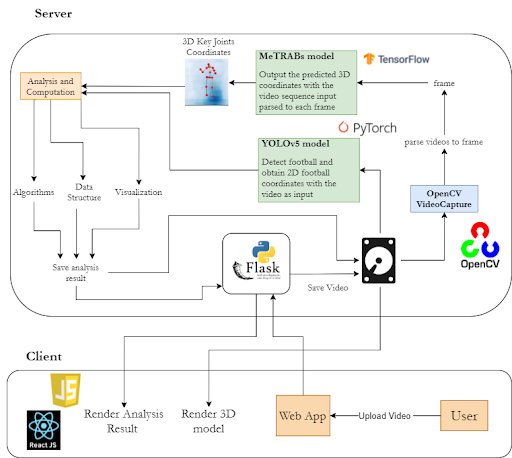 Server
3D Key Joints
Coordinates
MeTRABs model
Output the predicted 3D
coordinates with the
video sequence input
parsed to each frame
TensorFlow
frame
Analysis and
Computation
PyTorch
YOLOv5 model
Detect football and
obtain 2D football
coordinates with the
video as input
parse videos to frame
OpenCV
VideoCapture
OpenCV
Algorithms
Data
Structure
Visualization
Save analysis
result
Flask
Save Video
Client
JS
React JS
Render Analysis
Result
Render 3D
model
Web App
Upload Video
User